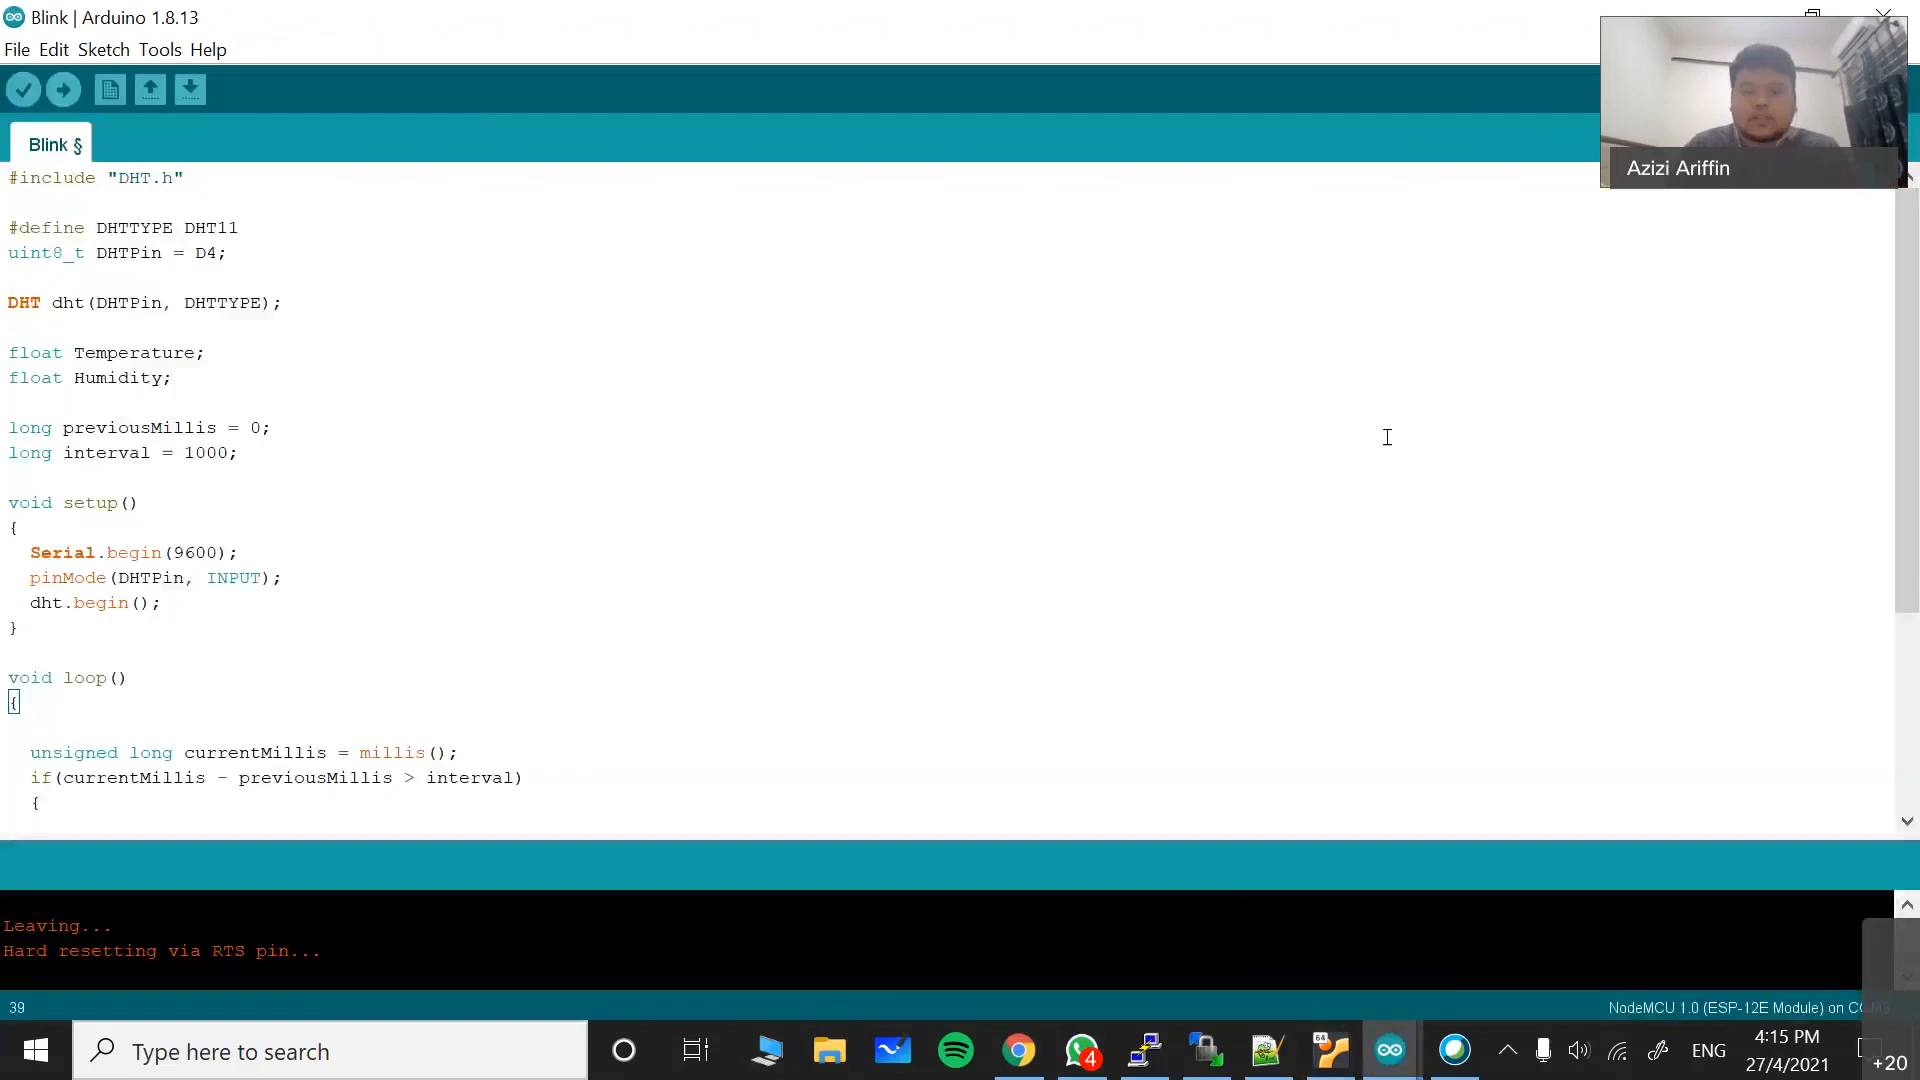 Blink | Arduino 1.8.13
File Edit Sketch Tools Help
Blink §
Azizi Ariffin
#include "DHT.h"
#define DHTTYPE DHT11
uint8_t DHTPin = D4;
DHT dht(DHTPin, DHTTYPE);
float Temperature;
float Humidity;
long previousMillis = 0;
long interval = 1000;
void setup()
{
Serial.begin(9600);
pinMode(DHTPin, INPUT);
dht.begin();
}
void loop()
{
unsigned long currentMillis = millis();
if(currentMillis - previousMillis > interval)
{
Leaving...
Hard resetting via RTS pin...
39
NodeMCU 1.0 (ESP-12E Module) on
Type here to search
64
4
ENG
4:15 PM
27/4/2021
+20